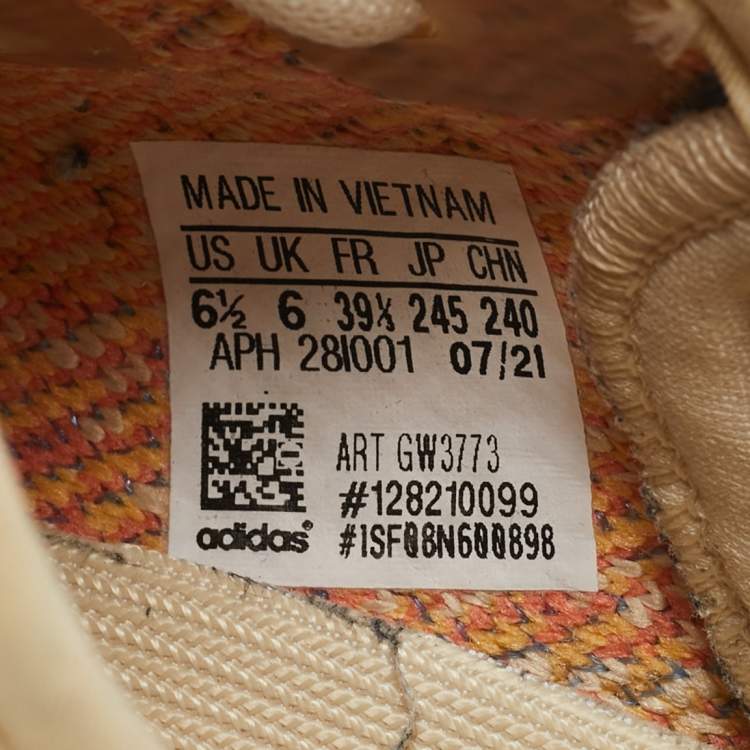 MADE IN VIETNAM
US UK FR JP CHN
6½ 6 39⅓ 245 240
APH 281001 07/21
ART GW3773
#128210099
adidas® #1SF08N600898